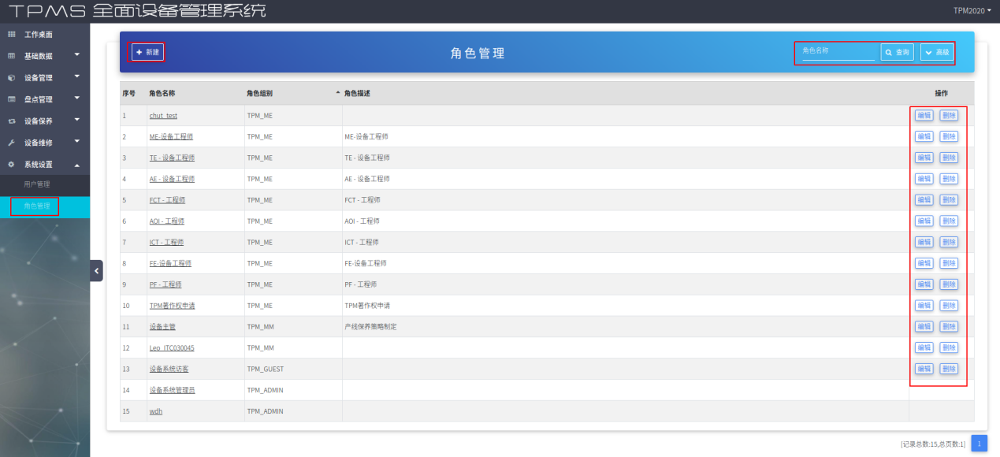 TPMS 全面设备管理系统
TPM2020
工作桌面
基础数据
设备管理
盘点管理
设备保养
设备维修
系统设置
用户管理
角色管理
新建
角色管理
角色名称 查询 高级
序号 角色名称 角色组别 角色描述 操作
1 chut_test TPM_ME 编辑 删除
2 ME-设备工程师 TPM_ME ME-设备工程师 编辑 删除
3 TE - 设备工程师 TPM_ME TE - 设备工程师 编辑 删除
4 AE - 设备工程师 TPM_ME AE - 设备工程师 编辑 删除
5 FCT - 工程师 TPM_ME FCT - 工程师 编辑 删除
6 AOI - 工程师 TPM_ME AOI - 工程师 编辑 删除
7 ICT - 工程师 TPM_ME ICT - 工程师 编辑 删除
8 FE-设备工程师 TPM_ME FE-设备工程师 编辑 删除
9 PF - 工程师 TPM_ME PF - 工程师 编辑 删除
10 TPM著作权申请 TPM_ME TPM著作权申请 编辑 删除
11 设备主管 TPM_MM 产线保养策略制定 编辑 删除
12 Leo_ITC030045 TPM_MM 编辑 删除
13 设备系统访客 TPM_GUEST 编辑 删除
14 设备系统管理员 TPM_ADMIN
15 wdh TPM_ADMIN
[记录总数:15,总页数:1] 1